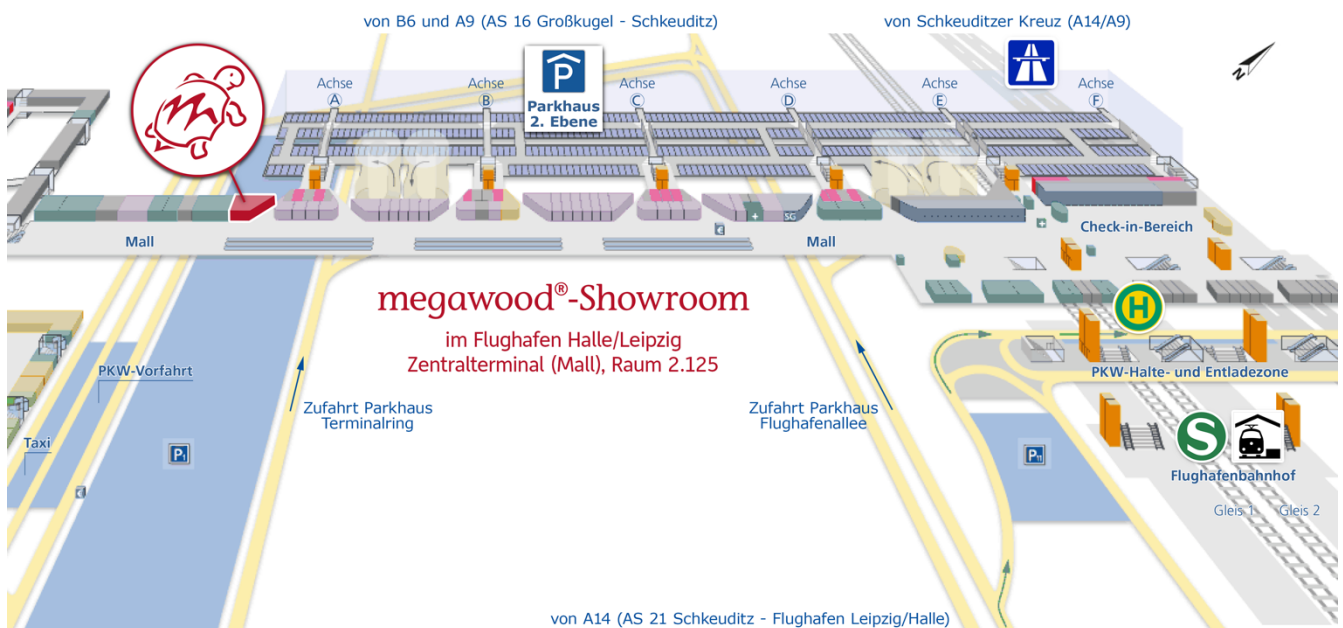 von B6 und A9 (AS 16 Großkugel - Schkeuditz)
von Schkeuditzer Kreuz (A14/A9)
N
Achse
A
Achse
B
P
Parkhaus
2. Ebene
Achse
C
Achse
D
Achse
E
Achse
F
SG
Mall
Mall
Check-in-Bereich
€
megawood®-Showroom
im Flughafen Halle/Leipzig
Zentralterminal (Mall), Raum 2.125
H
PKW-Vorfahrt
PKW-Halte- und Entladezone
Zufahrt Parkhaus
Terminalring
Zufahrt Parkhaus
Flughafenallee
Taxi
P1
€
P11
S
Flughafenbahnhof
Gleis 1
Gleis 2
von A14 (AS 21 Schkeuditz - Flughafen Leipzig/Halle)